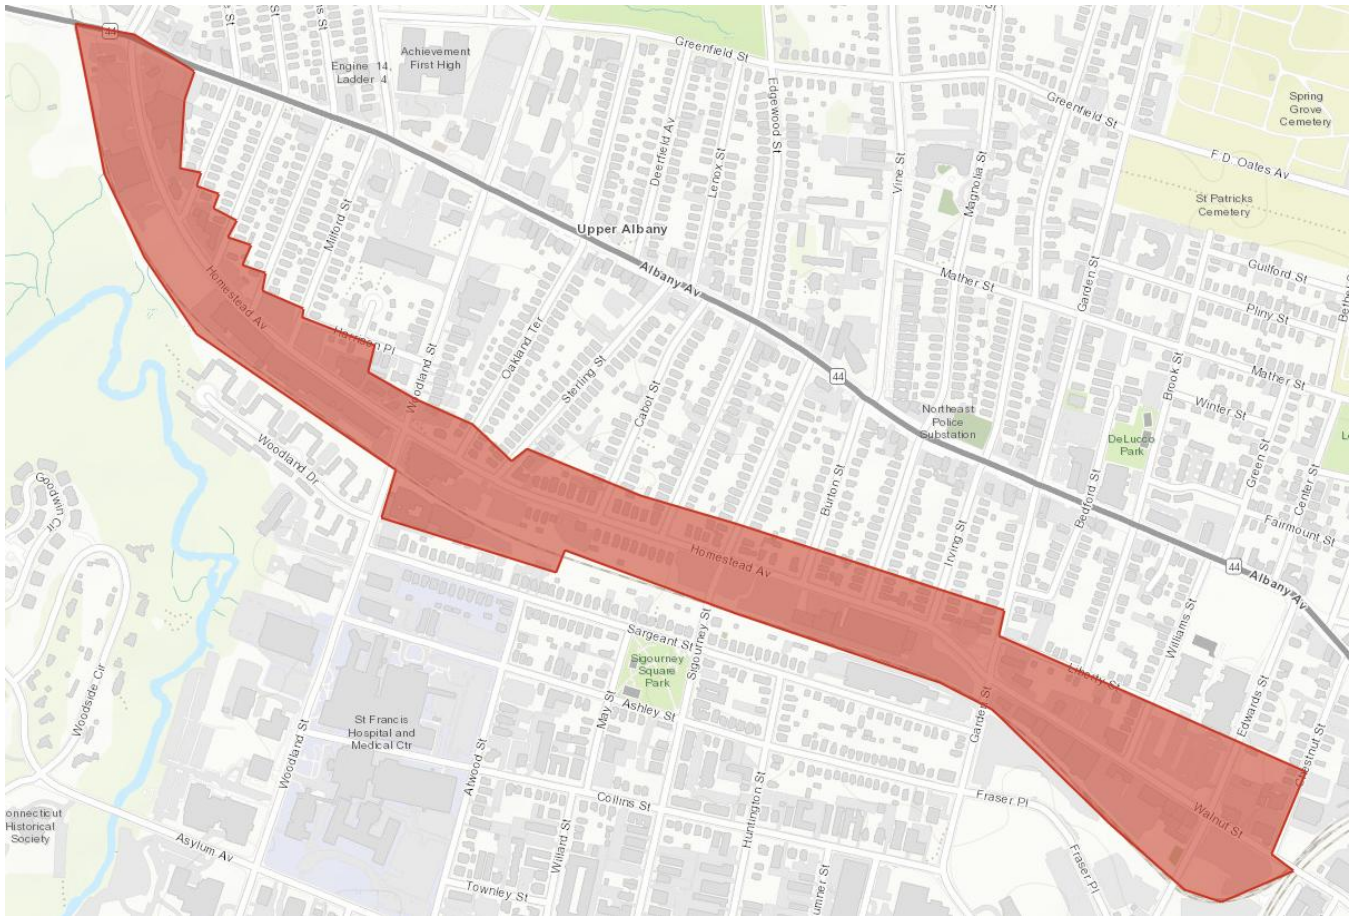 44
Achievement
First High
Engine 14,
Ladder 4
Greenfield St
Edgewood St
Greenfield St
Spring
Grove
Cemetery
F D Oates Av
St Patricks
Cemetery
Deerfield Av
Lenox St
Vine St
Magnolia St
Milford St
Upper Albany
Albany Av
Mather St
Garden St
Guilford St
Pliny St
Homestead Av
Harrison Pl
Woodland St
Oakland Ter
Sterling St
Cabot St
44
Northeast
Police
Substation
Brook St
Mather St
Winter St
DeLucco
Park
Green St
Center St
Woodland Dr
Goodwin Cir
Burton St
Irving St
Bedford St
Fairmount St
44
Albany Av
Homestead Av
Sargeant St
Sigourney
Square
Park
Sigourney St
Williams St
Liberty St
Edwards St
Chestnut St
Woodside Cir
St Francis
Hospital and
Medical Ctr
May St
Ashley St
Garden St
Woodland St
Atwood St
Collins St
Huntington St
Fraser Pl
Walnut St
onnecticut
Historical
Society
Asylum Av
Willard St
Townley St
umner St
Fraser Pl